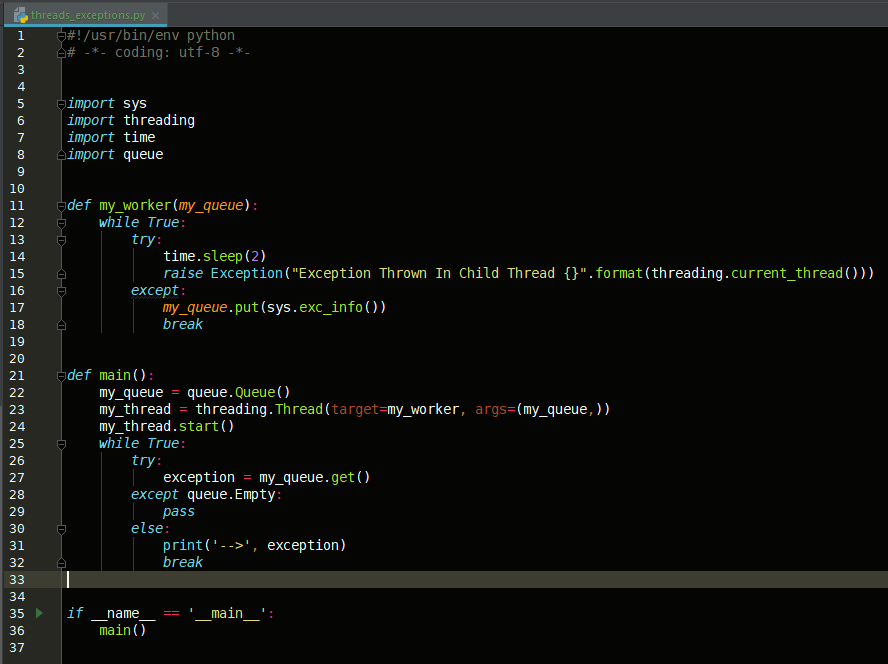 threads_exceptions.py ×
1 #!/usr/bin/env python
2 # -*- coding: utf-8 -*-
3
4
5 import sys
6 import threading
7 import time
8 import queue
9
10
11 def my_worker(my_queue):
12     while True:
13         try:
14             time.sleep(2)
15             raise Exception("Exception Thrown In Child Thread {}".format(threading.current_thread()))
16         except:
17             my_queue.put(sys.exc_info())
18             break
19
20
21 def main():
22     my_queue = queue.Queue()
23     my_thread = threading.Thread(target=my_worker, args=(my_queue,))
24     my_thread.start()
25     while True:
26         try:
27             exception = my_queue.get()
28         except queue.Empty:
29             pass
30         else:
31             print('-->', exception)
32             break
33
34
35 if __name__ == '__main__':
36     main()
37